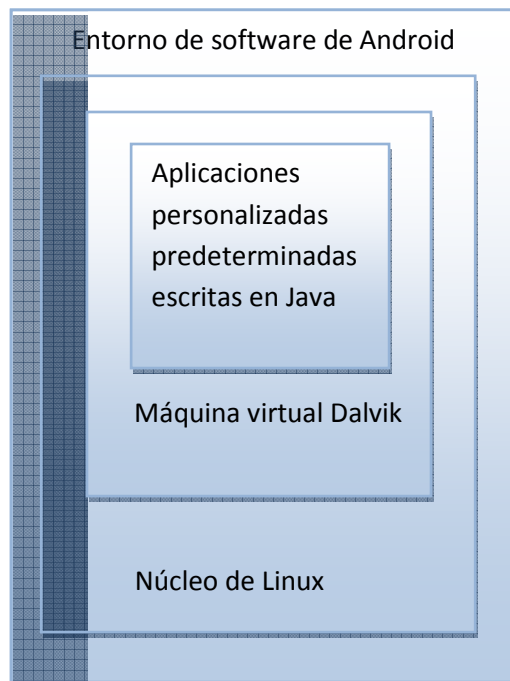 Entorno de software de Android
Aplicaciones
personalizadas
predeterminadas
escritas en Java
Máquina virtual Dalvik
Núcleo de Linux